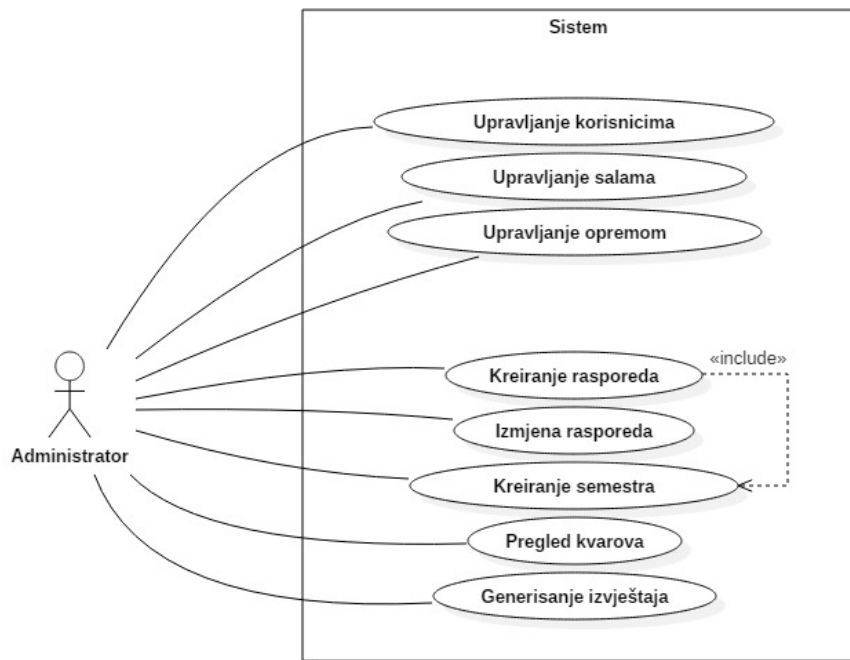 Sistem
Upravljanje korisnicima
Upravljanje salama
Upravljanje opremom
«include»
Kreiranje rasporeda
Izmjena rasporeda
Administrator
Kreiranje semestra
Pregled kvarova
Generisanje izvještaja